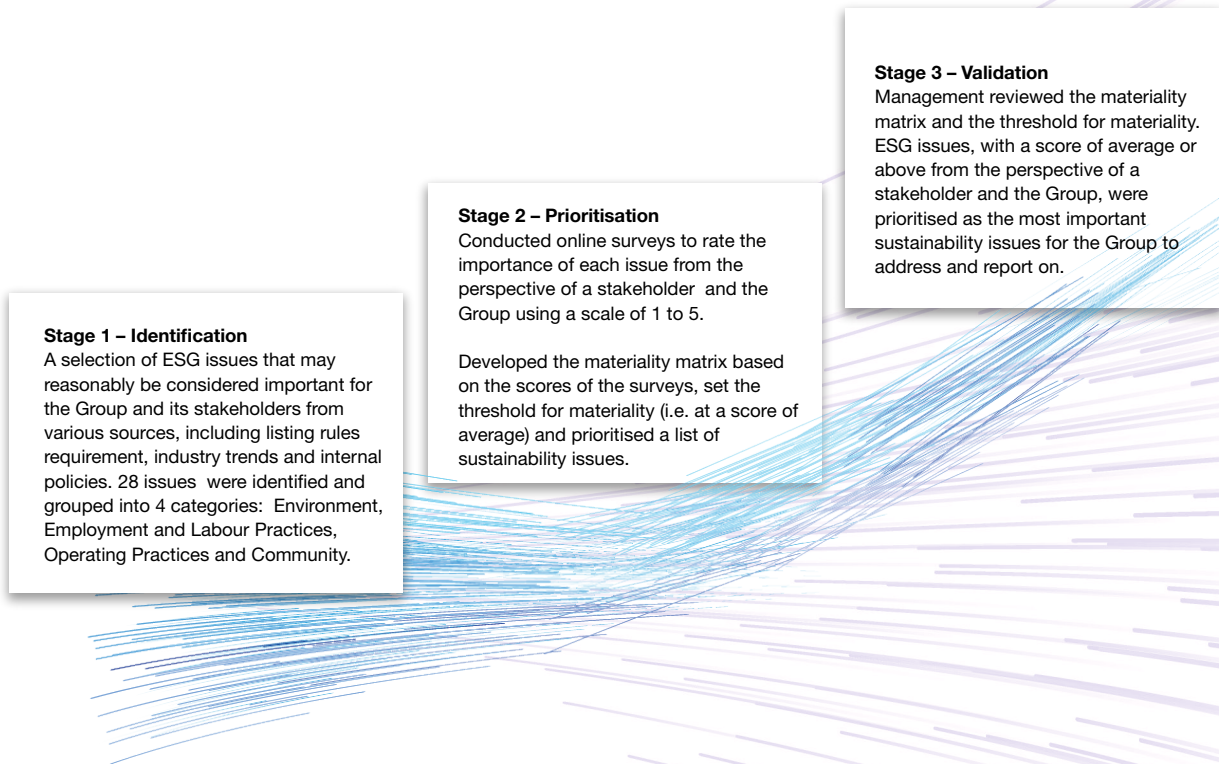 Stage 1 – Identification
A selection of ESG issues that may
reasonably be considered important for
the Group and its stakeholders from
various sources, including listing rules
requirement, industry trends and internal
policies. 28 issues were identified and
grouped into 4 categories: Environment,
Employment and Labour Practices,
Operating Practices and Community.
Stage 2 – Prioritisation
Conducted online surveys to rate the
importance of each issue from the
perspective of a stakeholder and the
Group using a scale of 1 to 5.
Developed the materiality matrix based
on the scores of the surveys, set the
threshold for materiality (i.e. at a score of
average) and prioritised a list of
sustainability issues.
Stage 3 – Validation
Management reviewed the materiality
matrix and the threshold for materiality.
ESG issues, with a score of average or
above from the perspective of a
stakeholder and the Group, were
prioritised as the most important
sustainability issues for the Group to
address and report on.